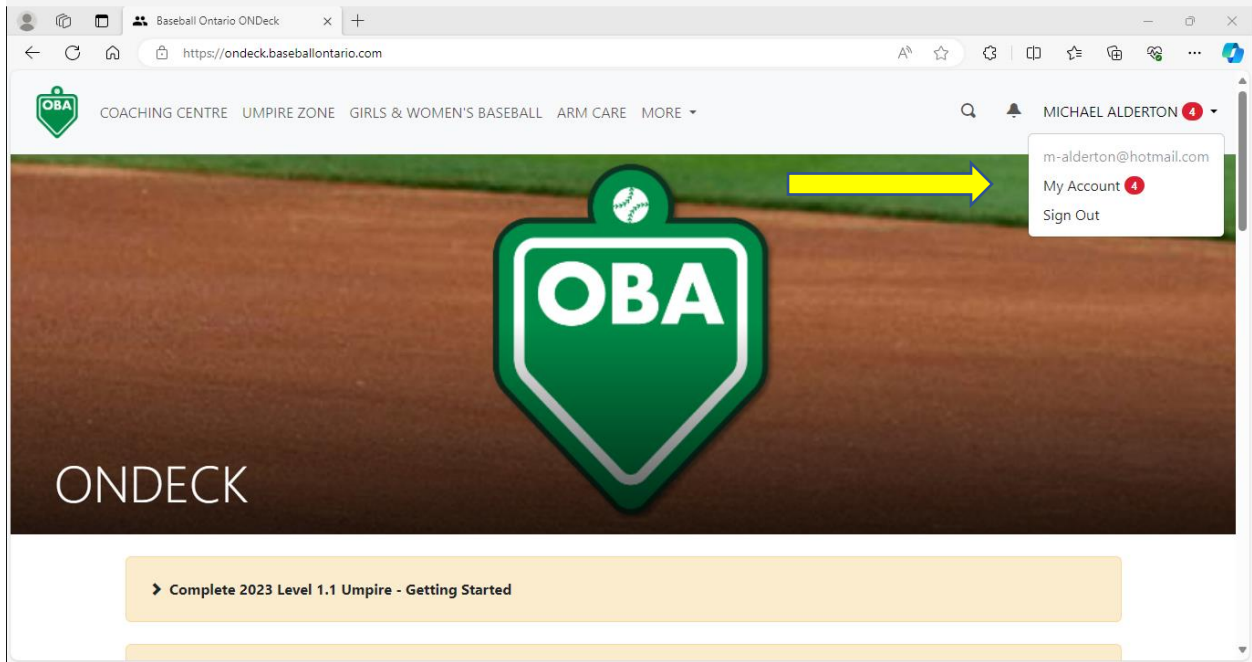 Baseball Ontario ONDeck
https://ondeck.baseballontario.com
OBA
COACHING CENTRE UMPIRE ZONE GIRLS & WOMEN'S BASEBALL ARM CARE MORE
MICHAEL ALDERTON 4
m-alderton@hotmail.com
My Account 4
Sign Out
OBA
ONDECK
Complete 2023 Level 1.1 Umpire - Getting Started